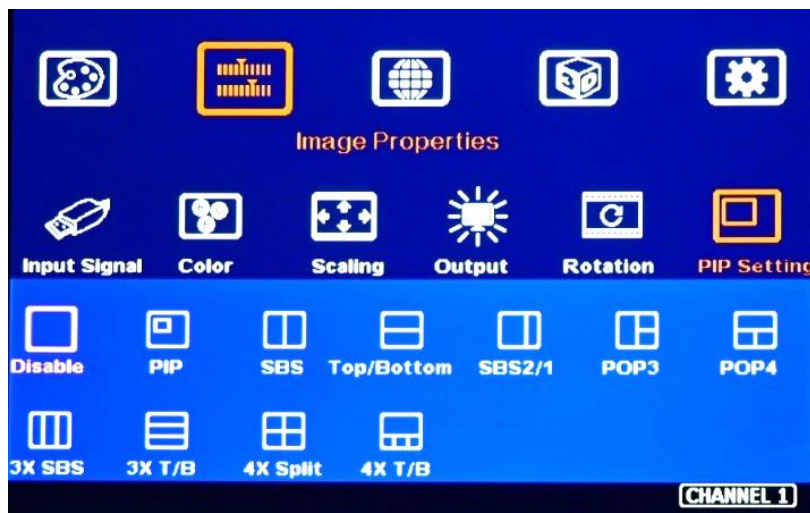 3D
Image Properties
Input Signal Color Scaling Output Rotation PIP Setting
Disable PIP SBS Top/Bottom SBS2/1 POP3 POP4
3X SBS 3X T/B 4X Split 4X T/B
CHANNEL 1